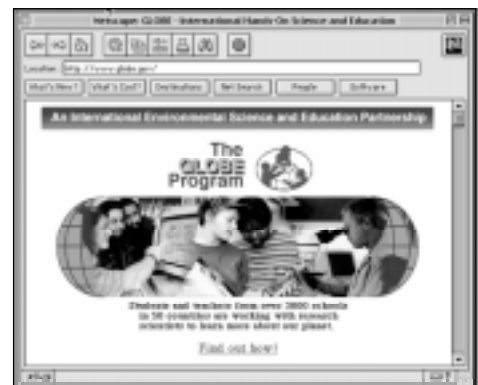 Netscape: GLOBE - International Hands-On Science and Education
Location: http://www.globe.gov/
What's New? What's Cool? Destinations Net Search People Software
An International Environmental Science and Education Partnership
The
GLOBE
Program
Students and teachers from over 3000 schools
in 50 countries are working with research
scientists to learn more about our planet.
Find out how!